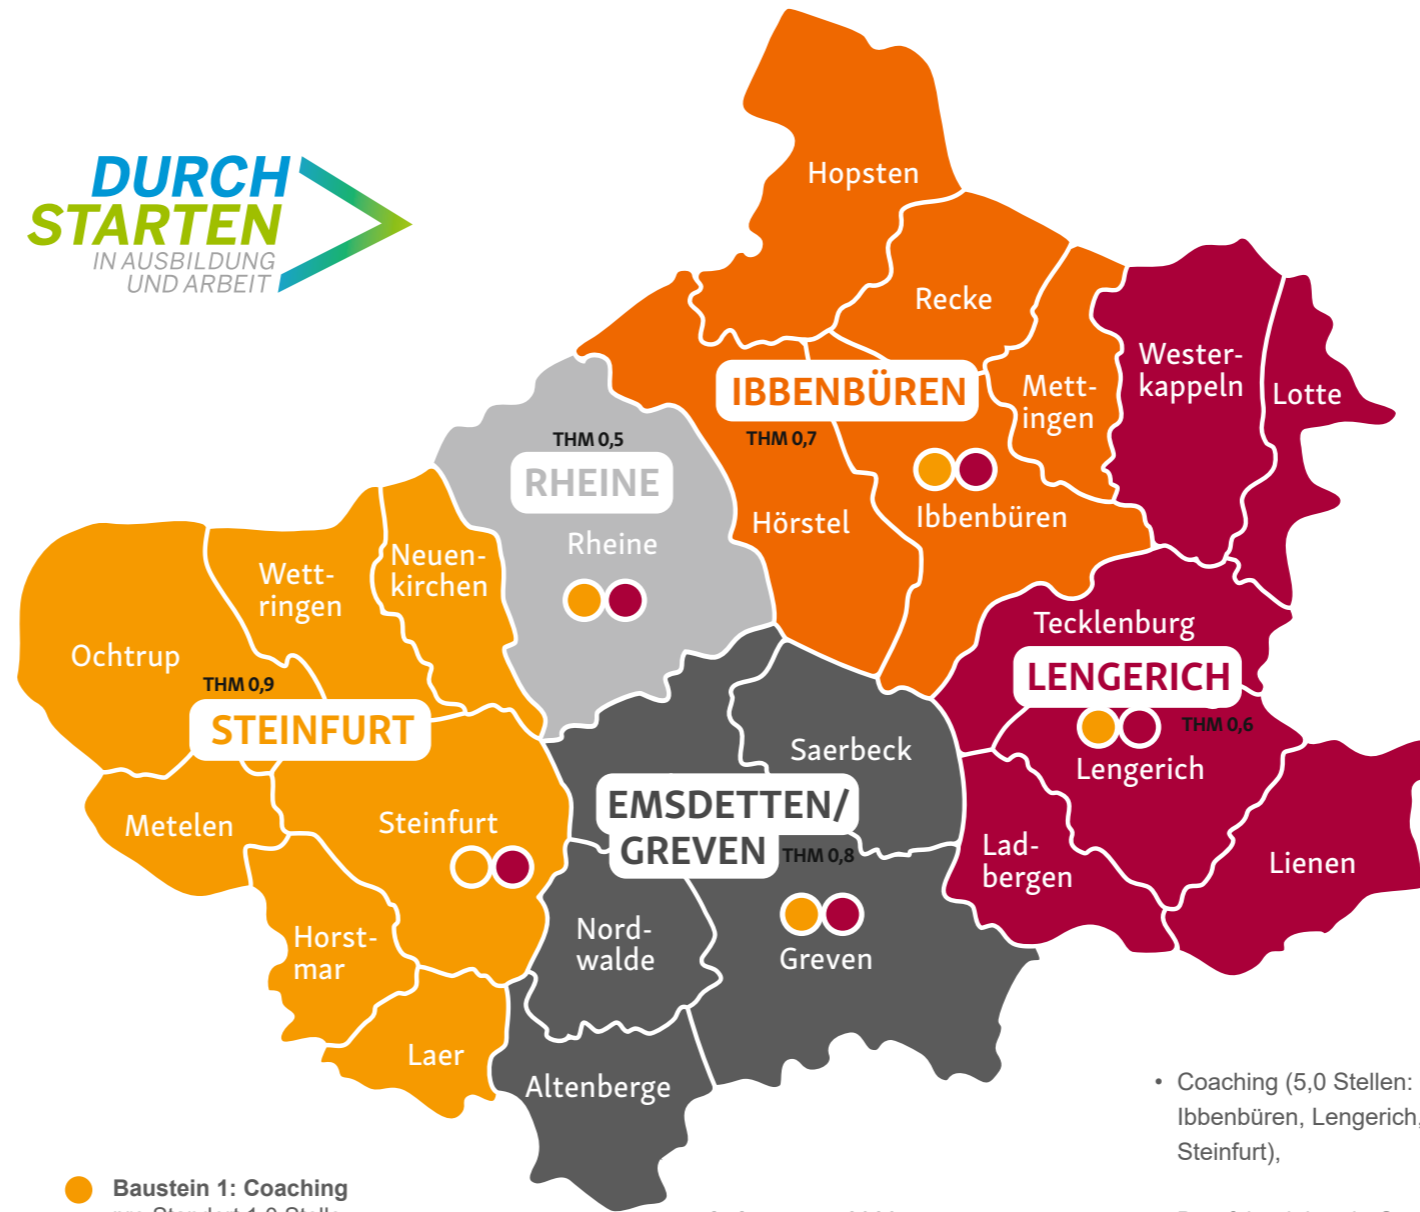 DURCH
STARTEN
IN AUSBILDUNG
UND ARBEIT
Hopsten
Recke
Wester-
kappeln
Lotte
IBBENBÜREN
Mett-
ingen
THM 0,5
THM 0,7
RHEINE
Hörstel
Ibbenbüren
Rheine
Neuen-
kirchen
Wett-
ringen
Ochtrup
THM 0,9
STEINFURT
Tecklenburg
LENGERICH
THM 0,6
Lengerich
Saerbeck
EMSDETTEN/
GREVEN
THM 0,8
Metelen
Steinfurt
Lad-
bergen
Lienen
Horst-
mar
Nord-
walde
Greven
Laer
Altenberge
• Coaching (5,0 Stellen:
Ibbenbüren, Lengerich,
Steinfurt),
Baustein 1: Coaching